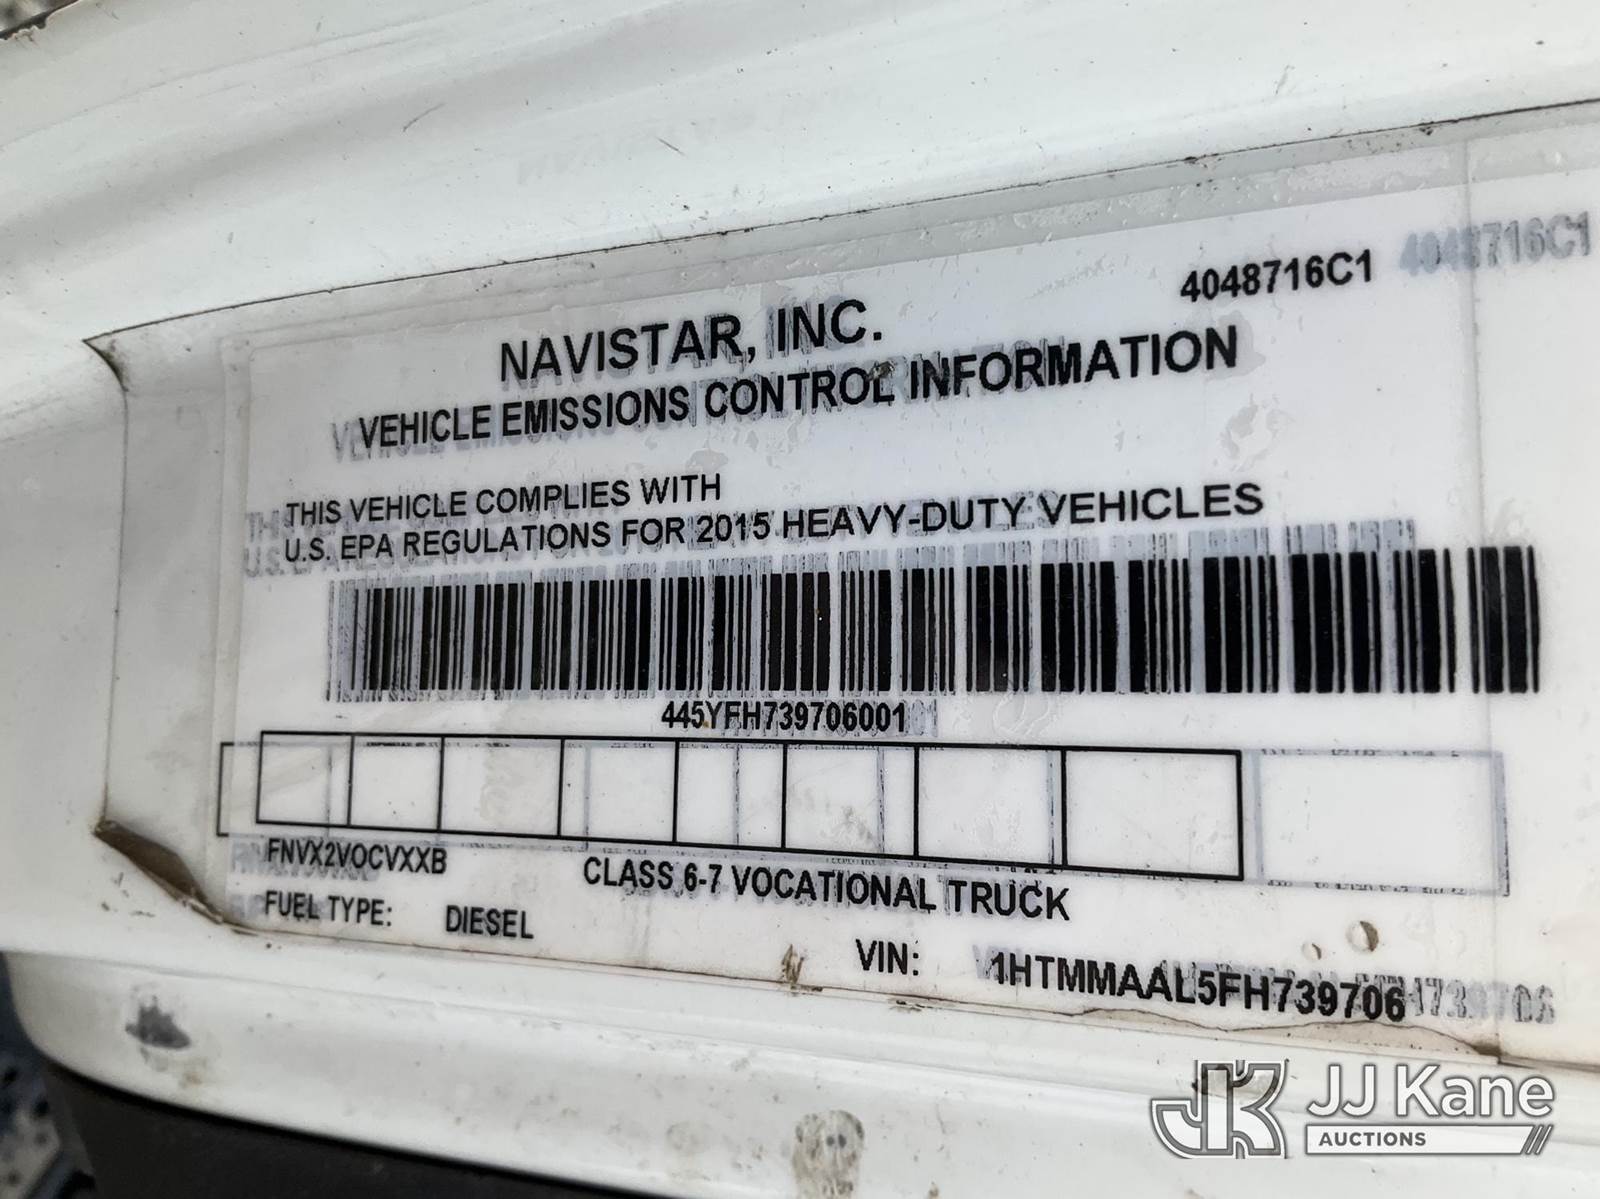 4048716C1
NAVISTAR, INC.
VEHICLE EMISSIONS CONTROL INFORMATION
THIS VEHICLE COMPLIES WITH
U.S. EPA REGULATIONS FOR 2015 HEAVY-DUTY VEHICLES
445YFH739706001
FNVX2VOCVXXB CLASS 6-7 VOCATIONAL TRUCK
FUEL TYPE: DIESEL
VIN: 1HTMMAAL5FH739706
JK JJ Kane
AUCTIONS